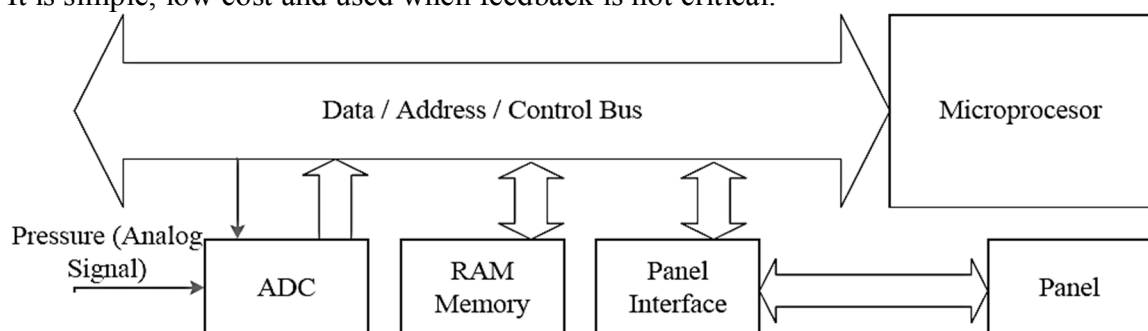 It is simple, low cost and used when feedback is not critical.
Data / Address / Control Bus
Microprocesor
Pressure (Analog
Signal)
ADC
RAM
Memory
Panel
Interface
Panel